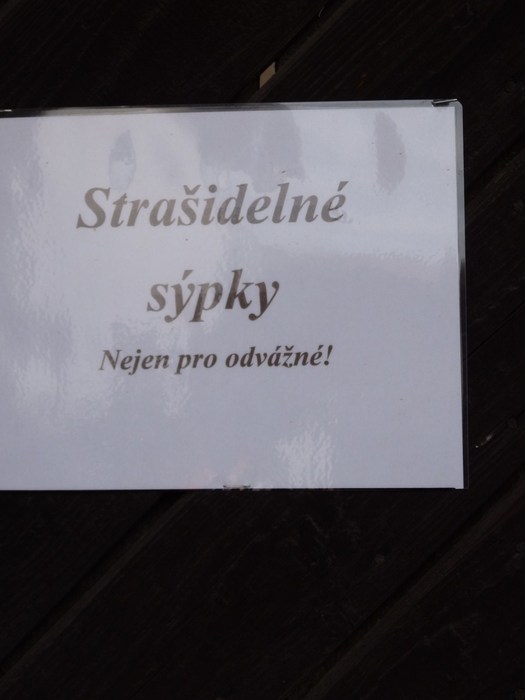 Strašidelné
sýpky
Nejen pro odvážné!